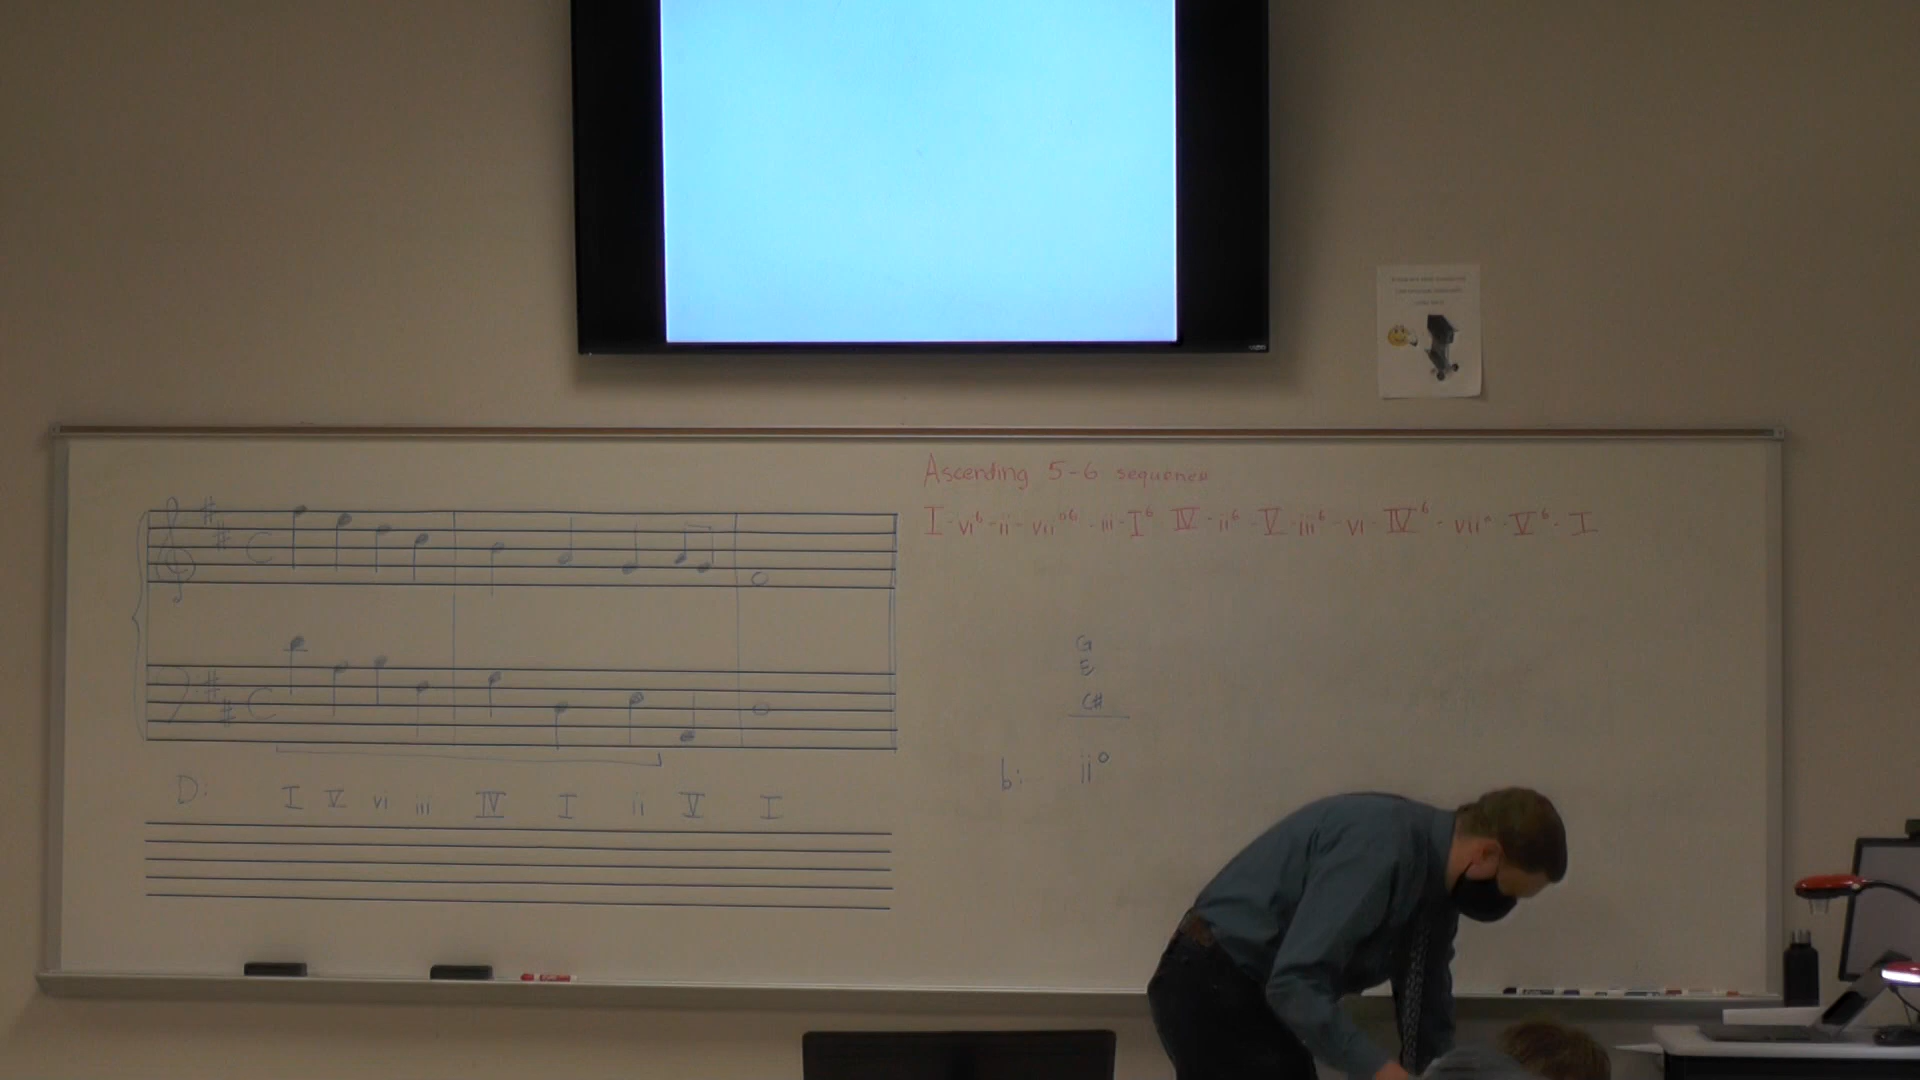 Ascending 5-6 sequence
I - vi⁶ - ii - vii°⁶ - iii - I⁶ - IV - ii⁶ - V - iii⁶ - vi - IV⁶ - vii° - V⁶ - I
G
E
C#
b: ii°
D: I V vi iii IV I ii V I